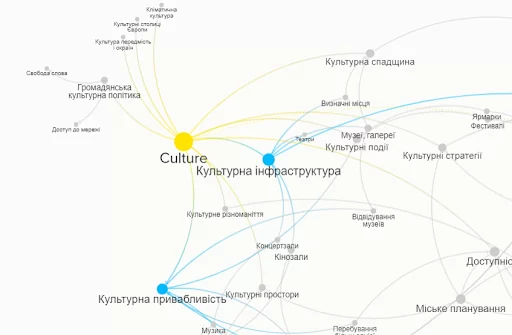 Кліматична
культура
Культурні столиці
Європи
Культура передмість
і окраїн
Культурна спадщина
Свобода слова
Громадянська
культурна політика
Визначні місця
Ярмарки
Фестивалі
Доступ до мережі
Театри
Музеї, галереї
Культурні події
Культурні стратегії
Culture
Культурна інфраструктура
Культурне різноманіття
Відвідування
музеїв
Концертзали
Кінозали
Доступніс
Культурна привабливість
Культурні простори
Міське планування
Музика
Перебування